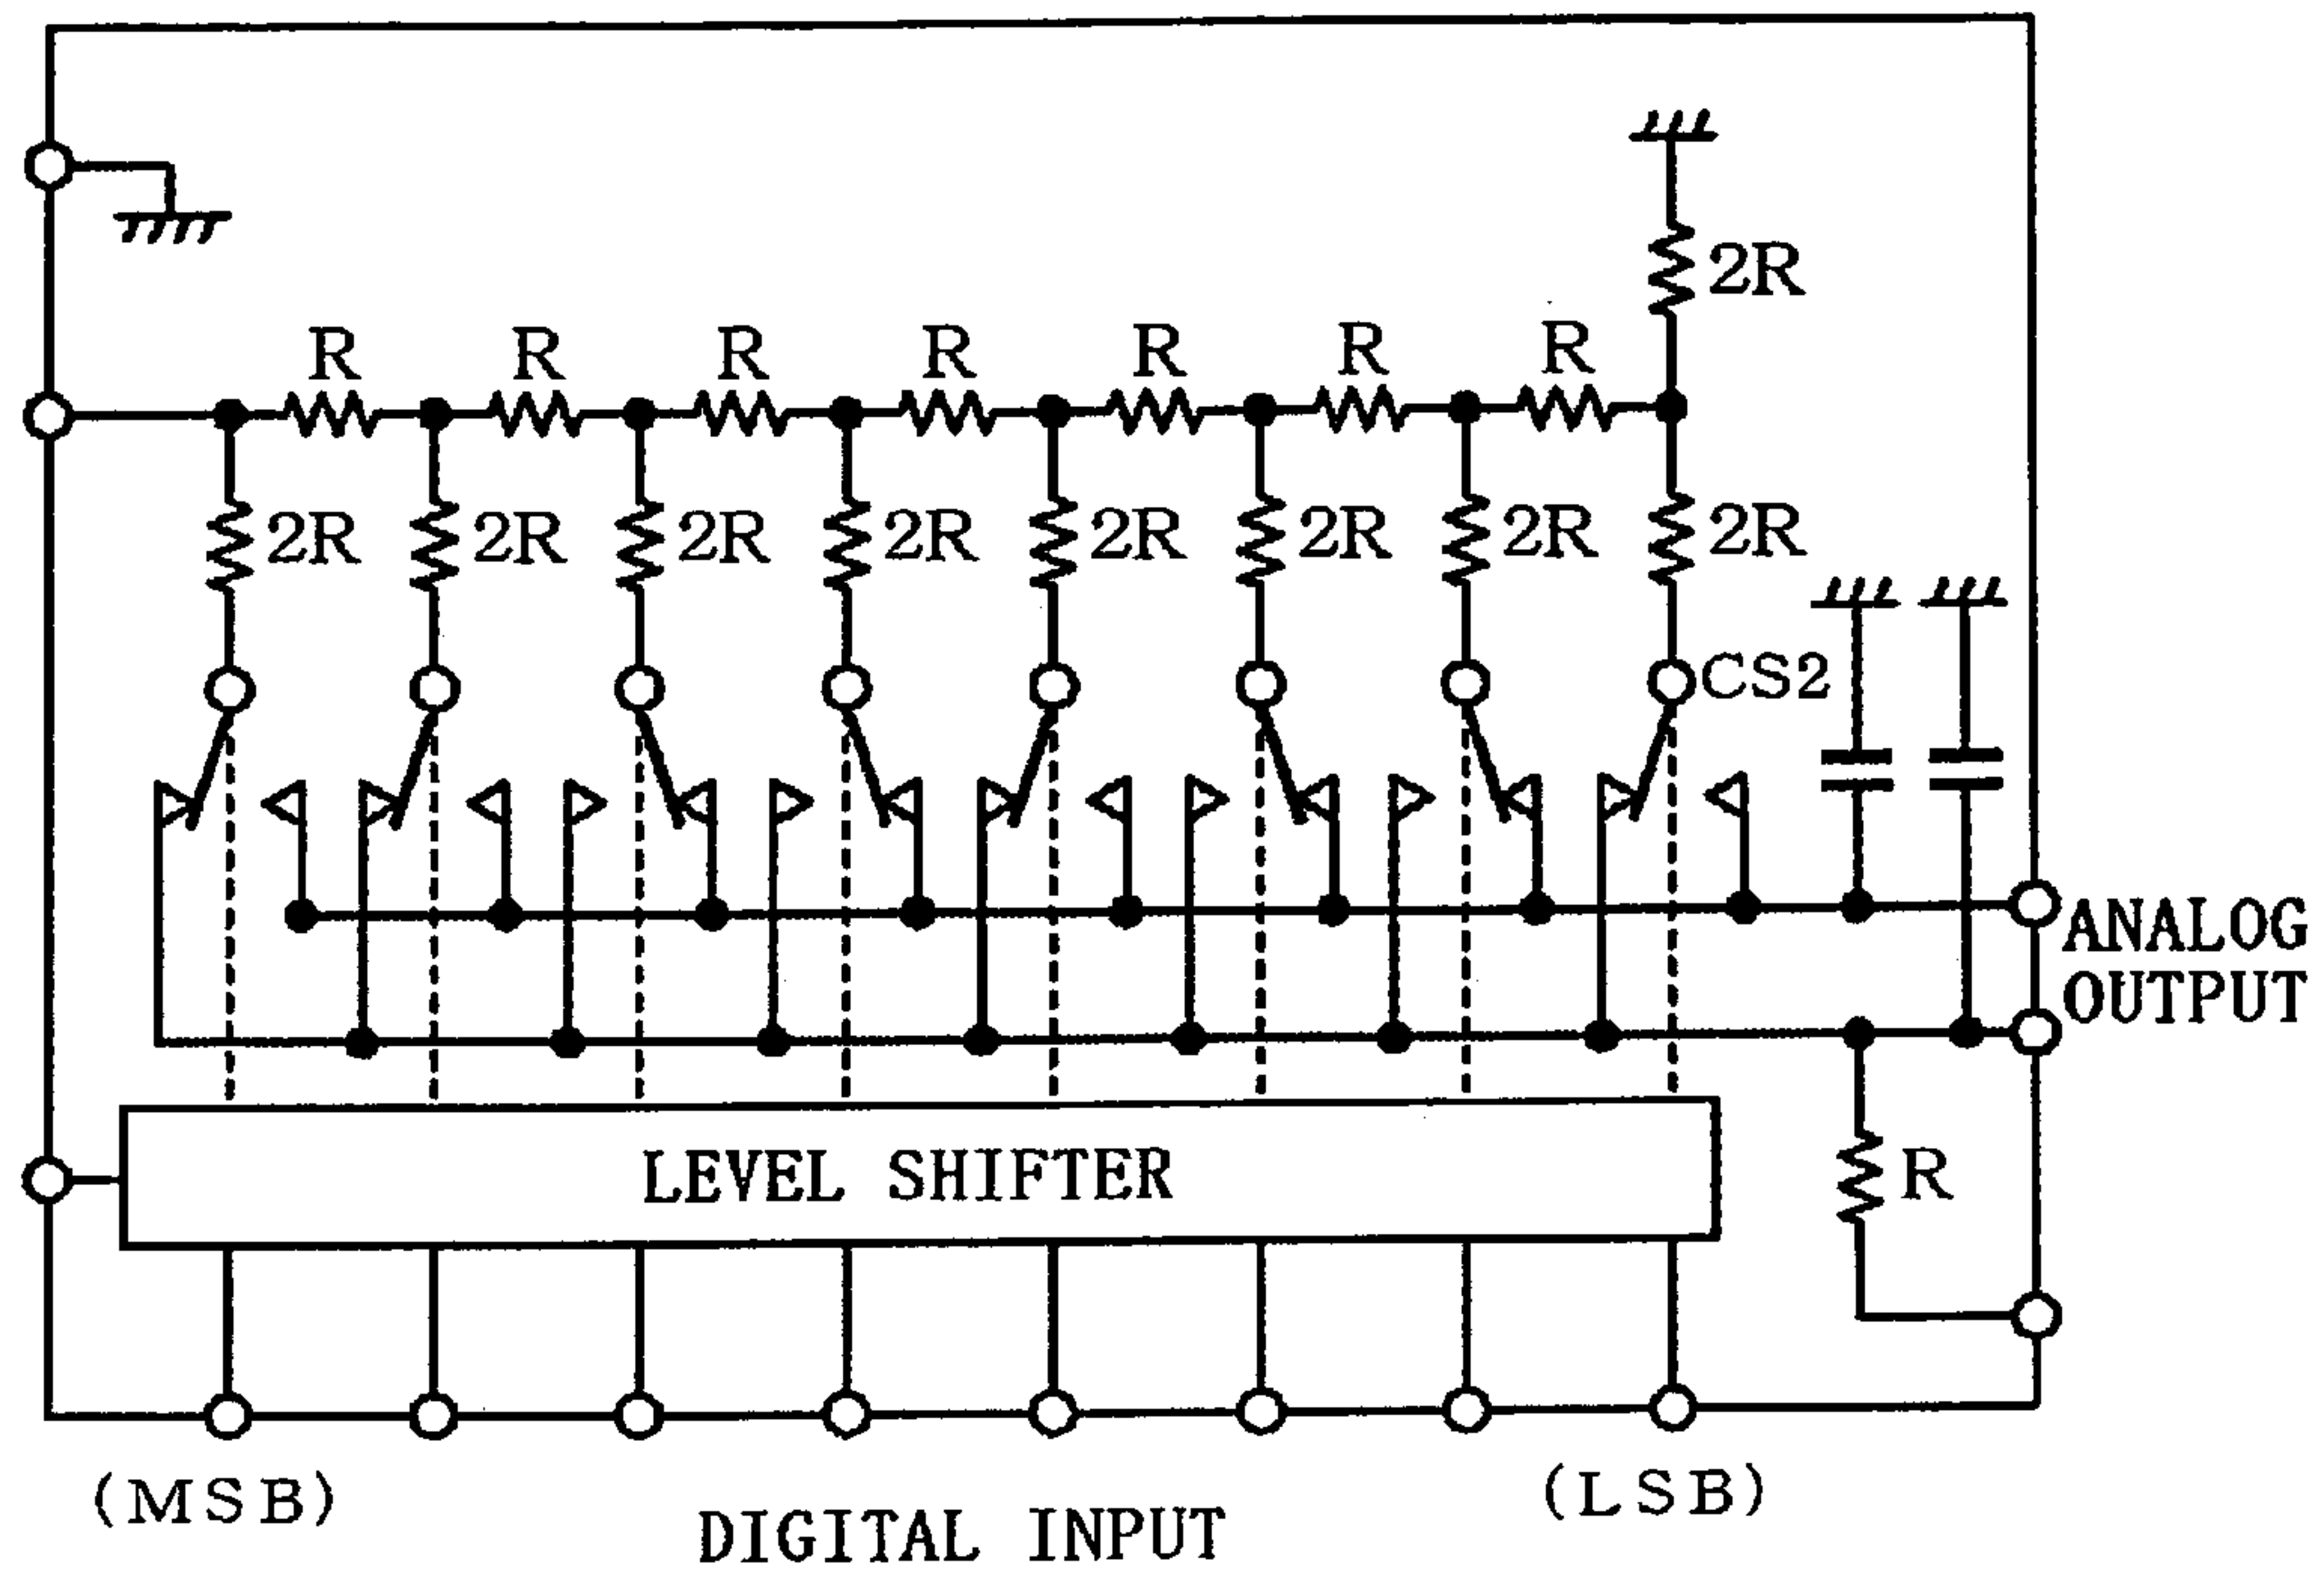 2R
R R R R R R R
2R 2R 2R 2R 2R 2R 2R 2R
CS2
ANALOG
OUTPUT
LEVEL SHIFTER
R
(MSB)
(LSB)
DIGITAL INPUT